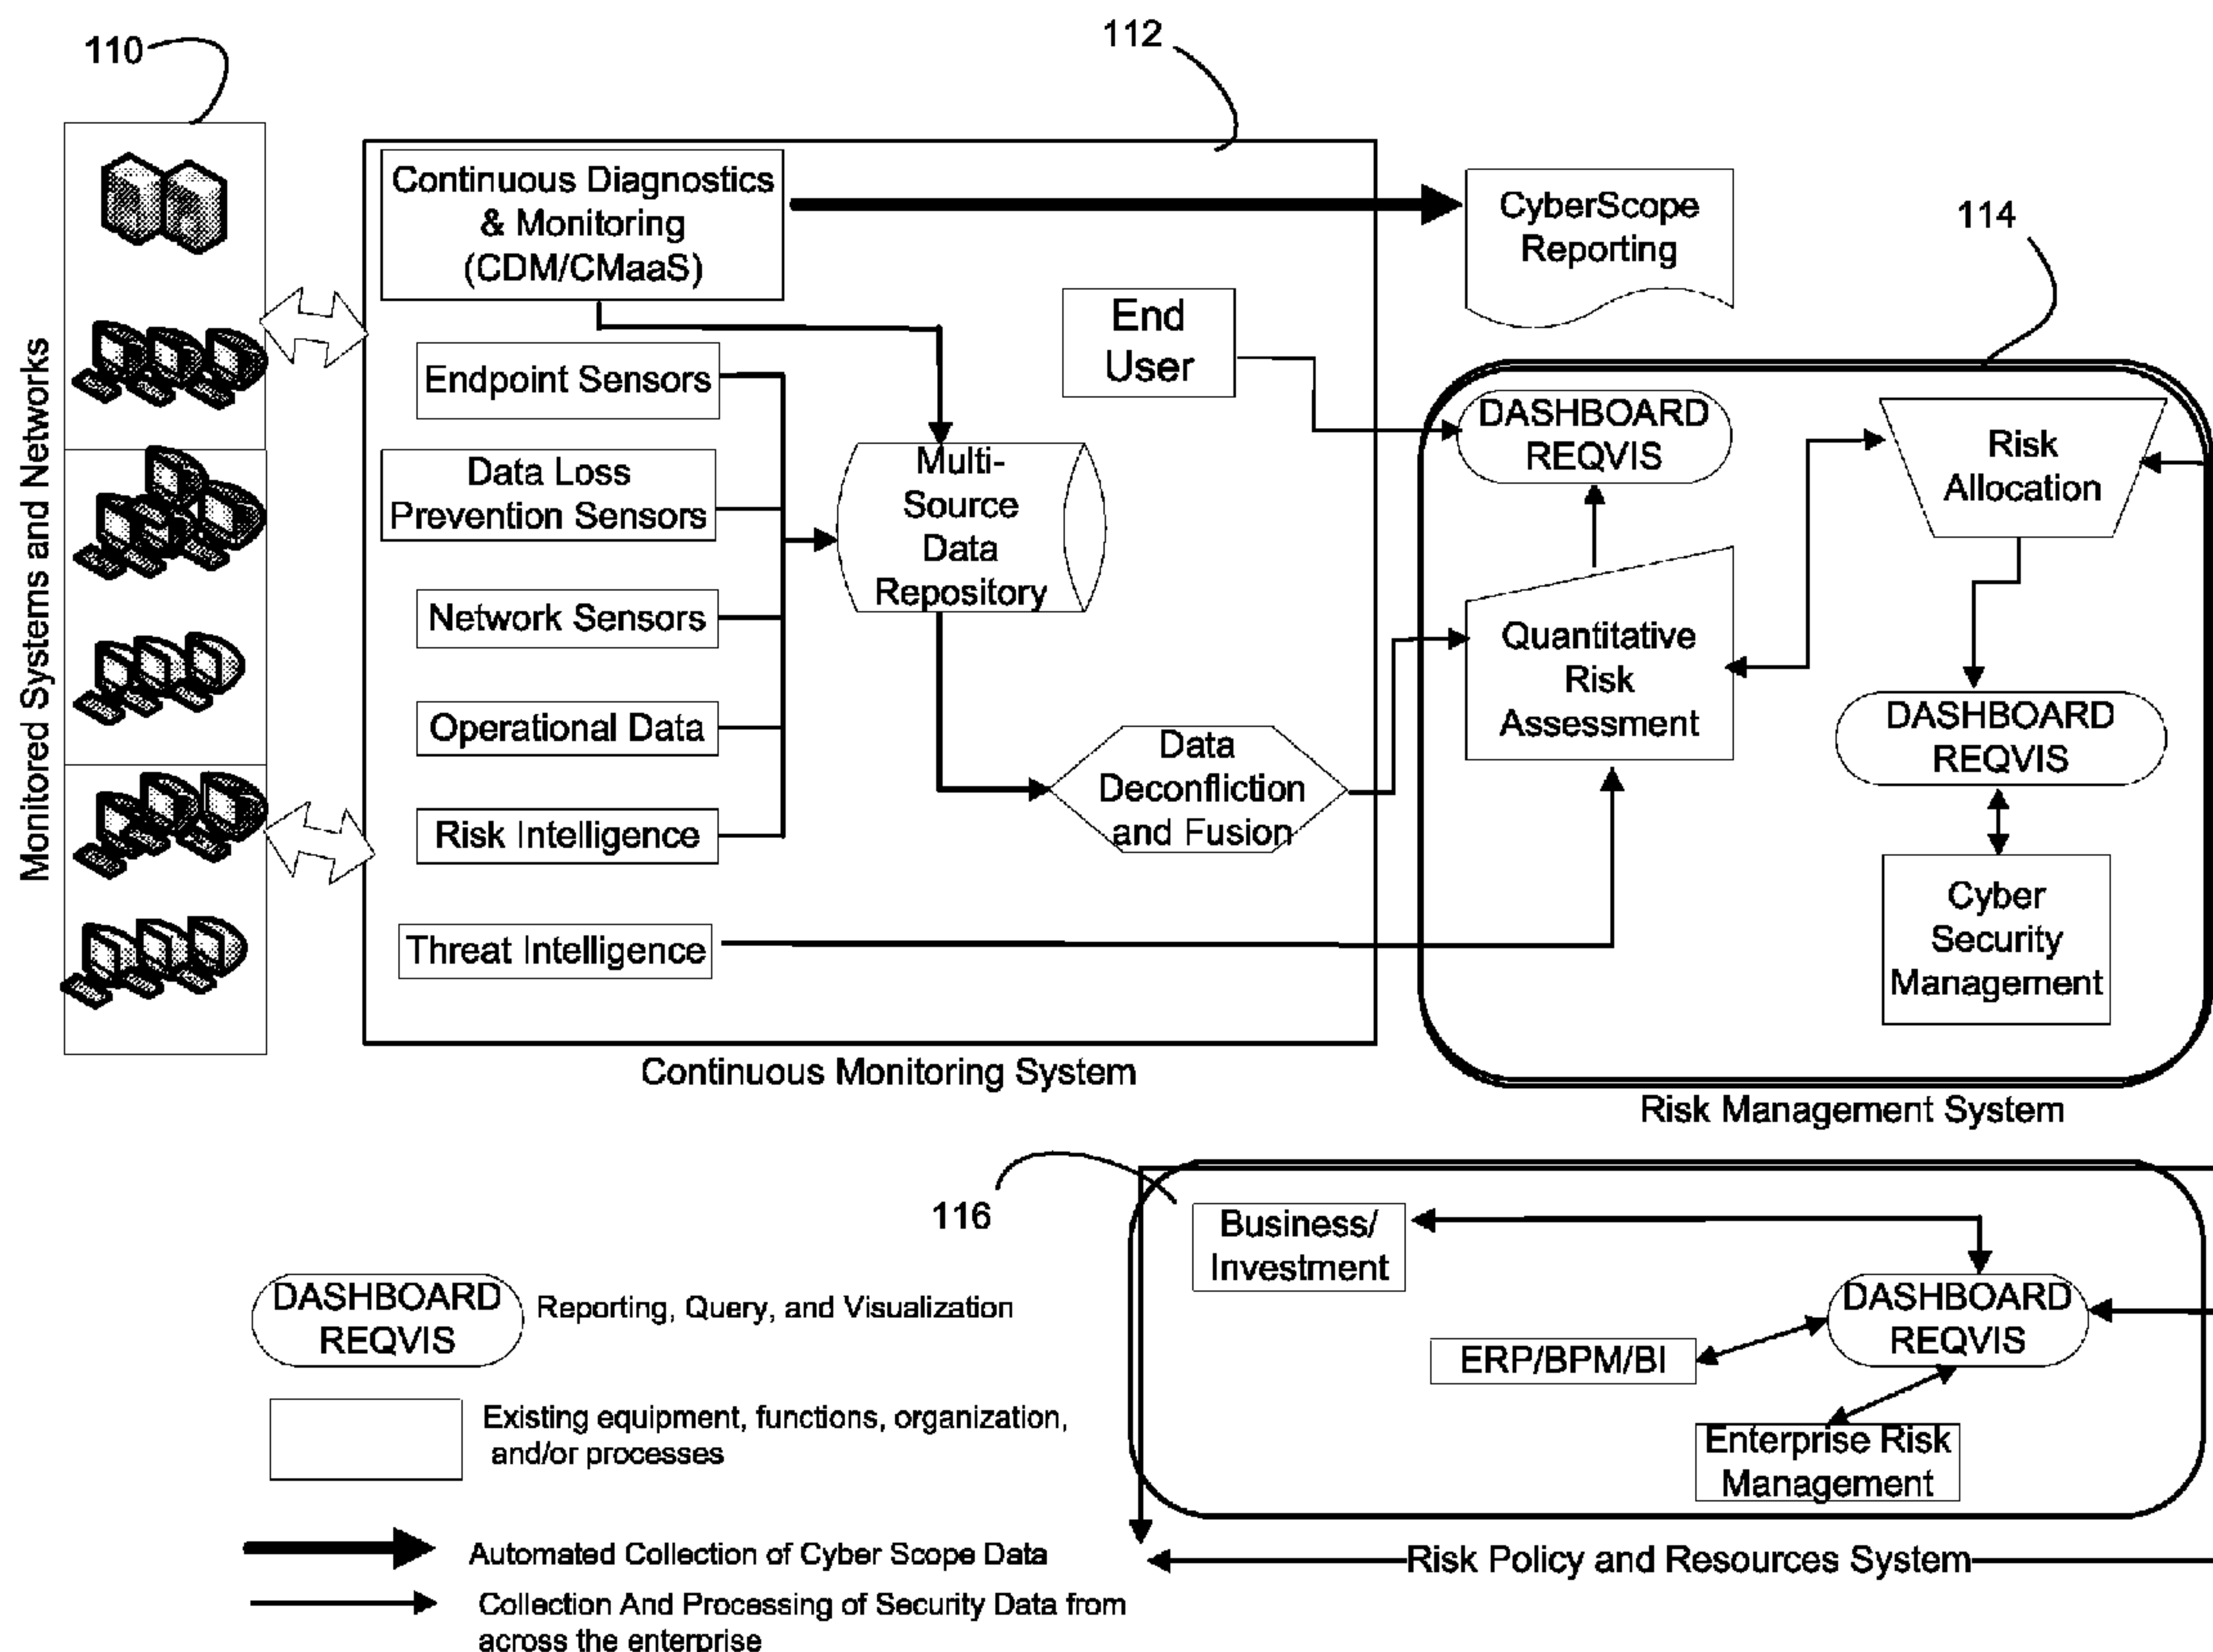 110
112
Monitored Systems and Networks
Continuous Diagnostics
& Monitoring
(CDM/CMaaS)
CyberScope
Reporting
114
End
User
Endpoint Sensors
Data Loss
Prevention Sensors
Network Sensors
Operational Data
Risk Intelligence
Threat Intelligence
Multi-
Source
Data
Repository
Data
Deconfliction
and Fusion
Continuous Monitoring System
DASHBOARD
REQVIS
Risk
Allocation
Quantitative
Risk
Assessment
DASHBOARD
REQVIS
Cyber
Security
Management
Risk Management System
116
Business/
Investment
DASHBOARD
REQVIS
ERP/BPM/BI
Enterprise Risk
Management
Risk Policy and Resources System
DASHBOARD
REQVIS
Reporting, Query, and Visualization
Existing equipment, functions, organization,
and/or processes
Automated Collection of Cyber Scope Data
Collection And Processing of Security Data from
across the enterprise